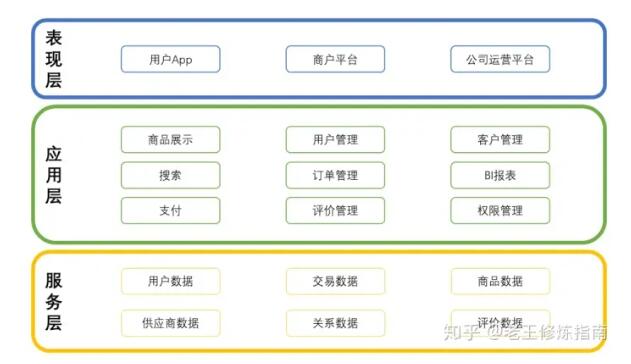 表现层
用户App 商户平台 公司运营平台
应用层
商品展示 用户管理 客户管理
搜索 订单管理 BI报表
支付 评价管理 权限管理
服务层
用户数据 交易数据 商品数据
供应商数据 关系数据 评价数据
知乎 @老王修炼指南